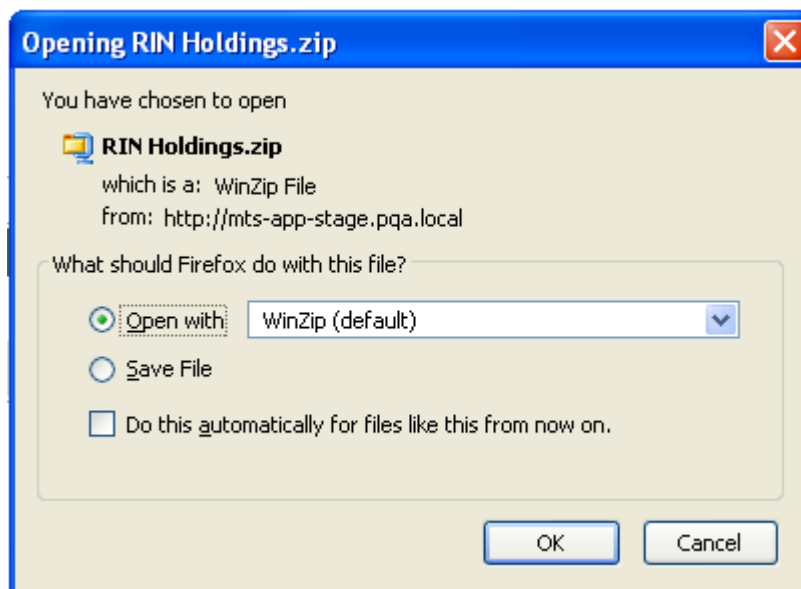 Opening RIN Holdings.zip
You have chosen to open
RIN Holdings.zip
which is a: WinZip File
from: http://mts-app-stage.pqa.local
What should Firefox do with this file?
Open with WinZip (default)
Save File
Do this automatically for files like this from now on.
OK Cancel